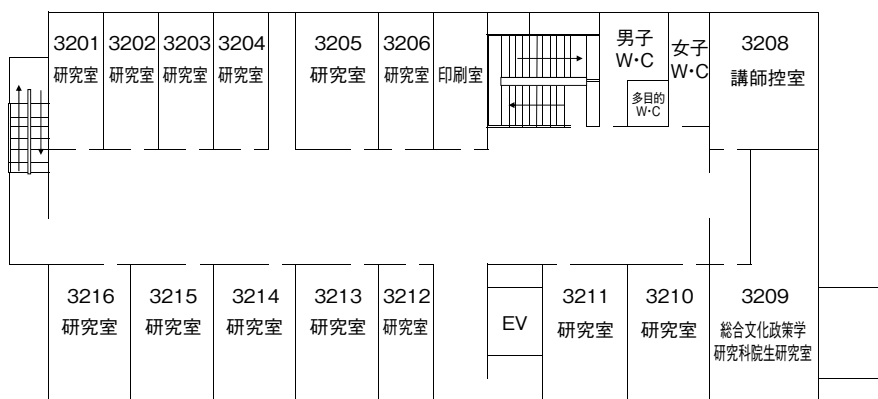 3201
研究室
3202
研究室
3203
研究室
3204
研究室
3205
研究室
3206
研究室
印刷室
男子
W・C
多目的
W・C
女子
W・C
3208
講師控室
3216
研究室
3215
研究室
3214
研究室
3213
研究室
3212
研究室
EV
3211
研究室
3210
研究室
3209
総合文化政策学
研究科院生研究室